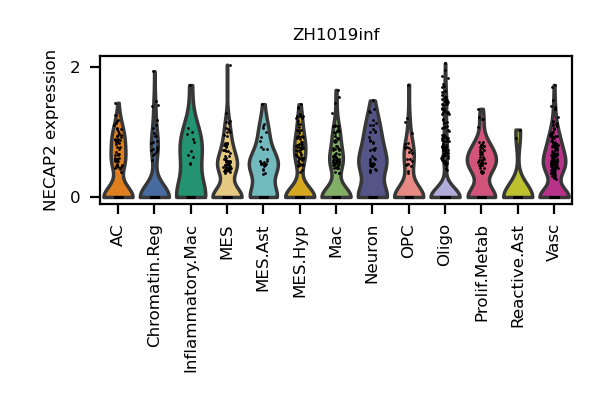 ZH1019inf
NECAP2 expression
2
0
AC
Chromatin.Reg
Inflammatory.Mac
MES
MES.Ast
MES.Hyp
Mac
Neuron
OPC
Oligo
Prolif.Metab
Reactive.Ast
Vasc